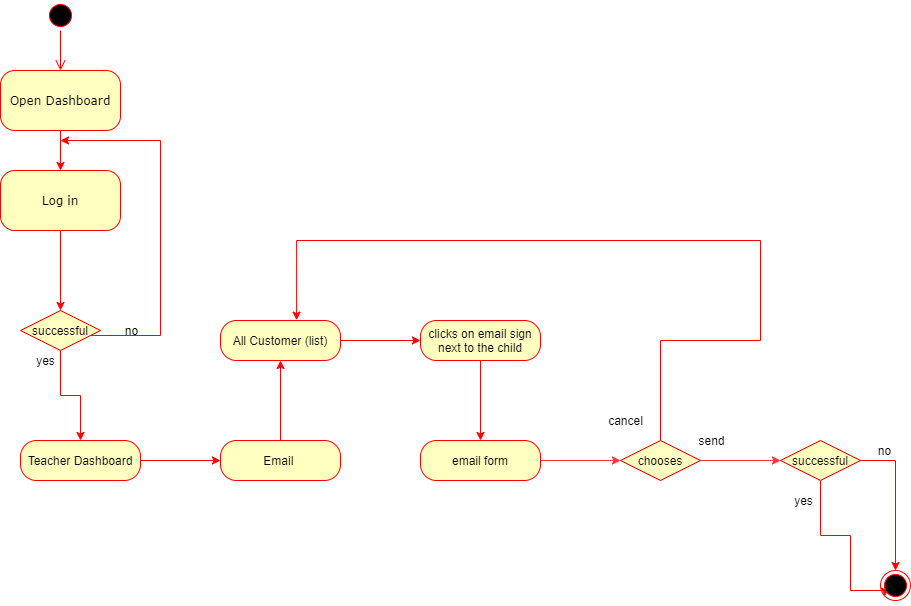 Open Dashboard
Log in
successful
no
yes
Teacher Dashboard
Email
All Customer (list)
clicks on email sign
next to the child
email form
cancel
chooses
send
successful
no
yes